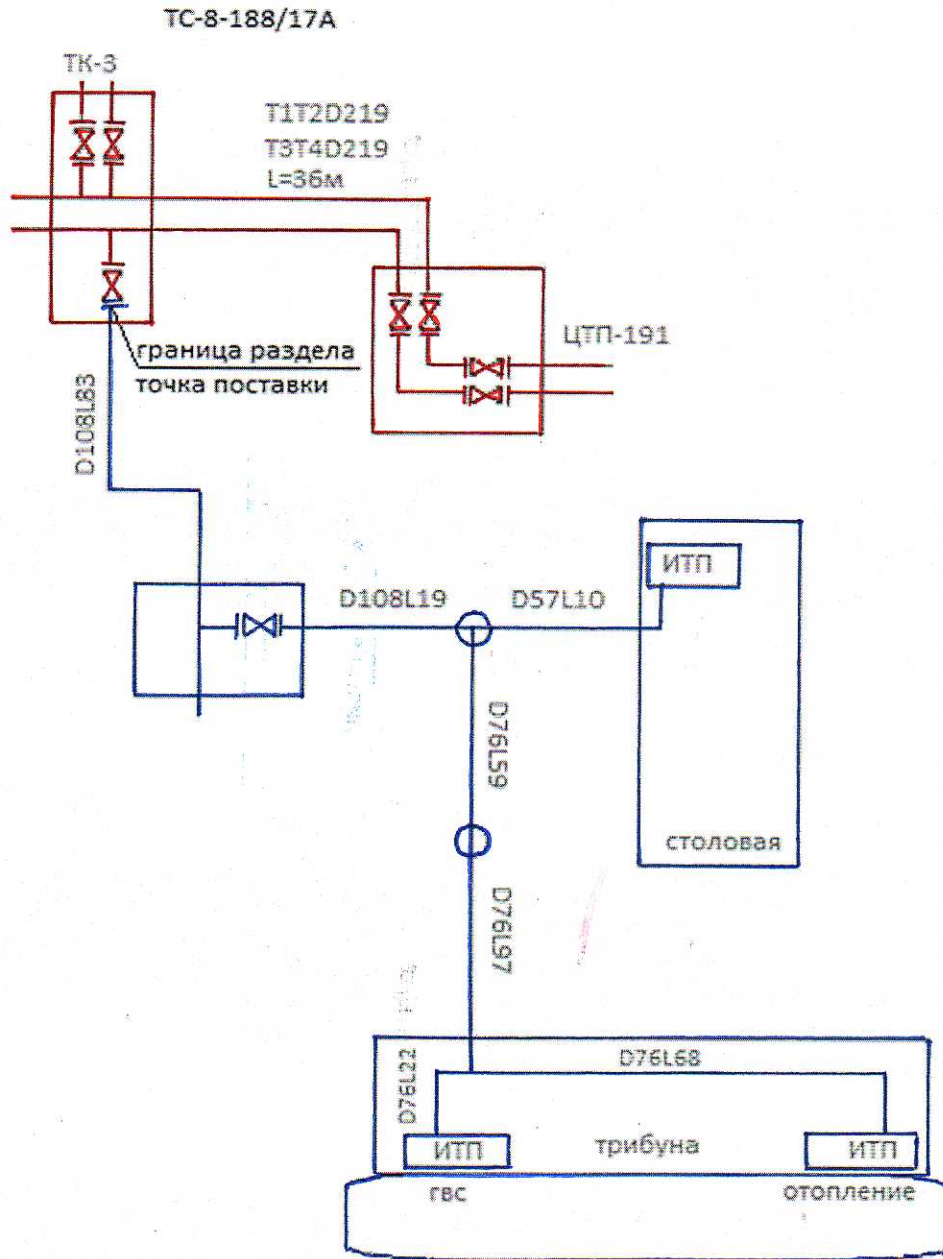 ТС-8-188/17А
ТК-3
Т1Т2D219
Т3Т4D219
L=36м
ЦТП-191
граница раздела
точка поставки
D108L83
ИТП
D108L19
D57L10
D76L59
столовая
D76L97
D76L22
D76L68
ИТП
трибуна
ИТП
гвс
отопление